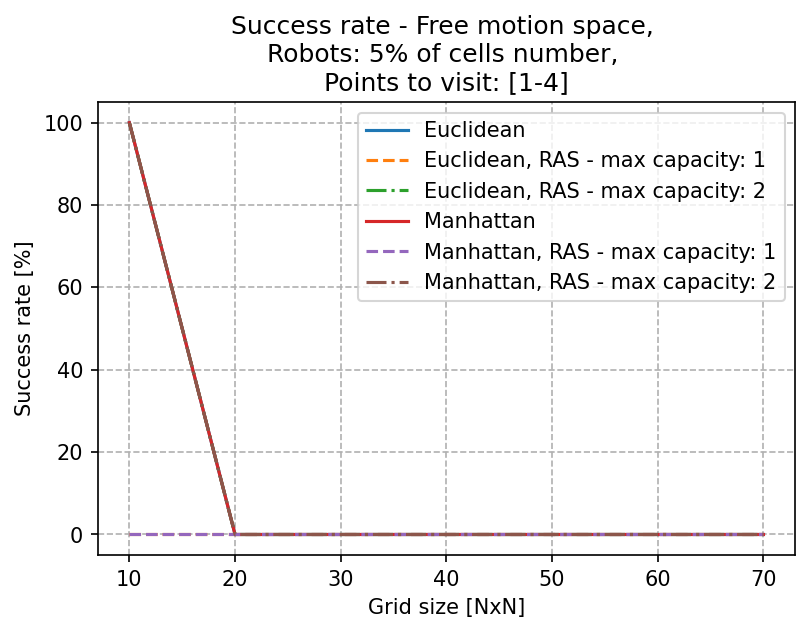 Success rate - Free motion space,
Robots: 5% of cells number,
Points to visit: [1-4]
Euclidean
Euclidean, RAS - max capacity: 1
Euclidean, RAS - max capacity: 2
Manhattan
Manhattan, RAS - max capacity: 1
Manhattan, RAS - max capacity: 2
Success rate [%]
100
80
60
40
20
0
10 20 30 40 50 60 70
Grid size [NxN]